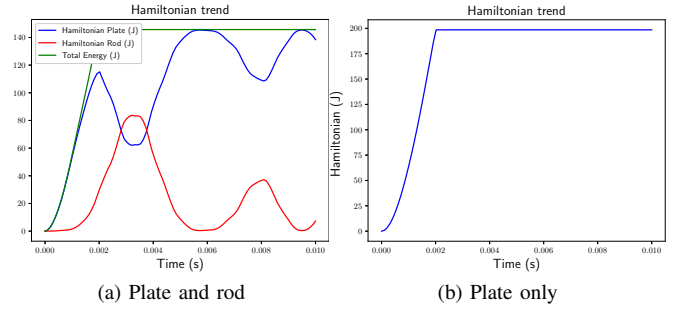 Hamiltonian trend
Hamiltonian Plate (J)
Hamiltonian Rod (J)
Total Energy (J)
140
120
100
80
60
40
20
0
0.000 0.002 0.004 0.006 0.008 0.010
Time (s)
(a) Plate and rod
Hamiltonian trend
Hamiltonian (J)
200
175
150
125
100
75
50
25
0
0.000 0.002 0.004 0.006 0.008 0.010
Time (s)
(b) Plate only